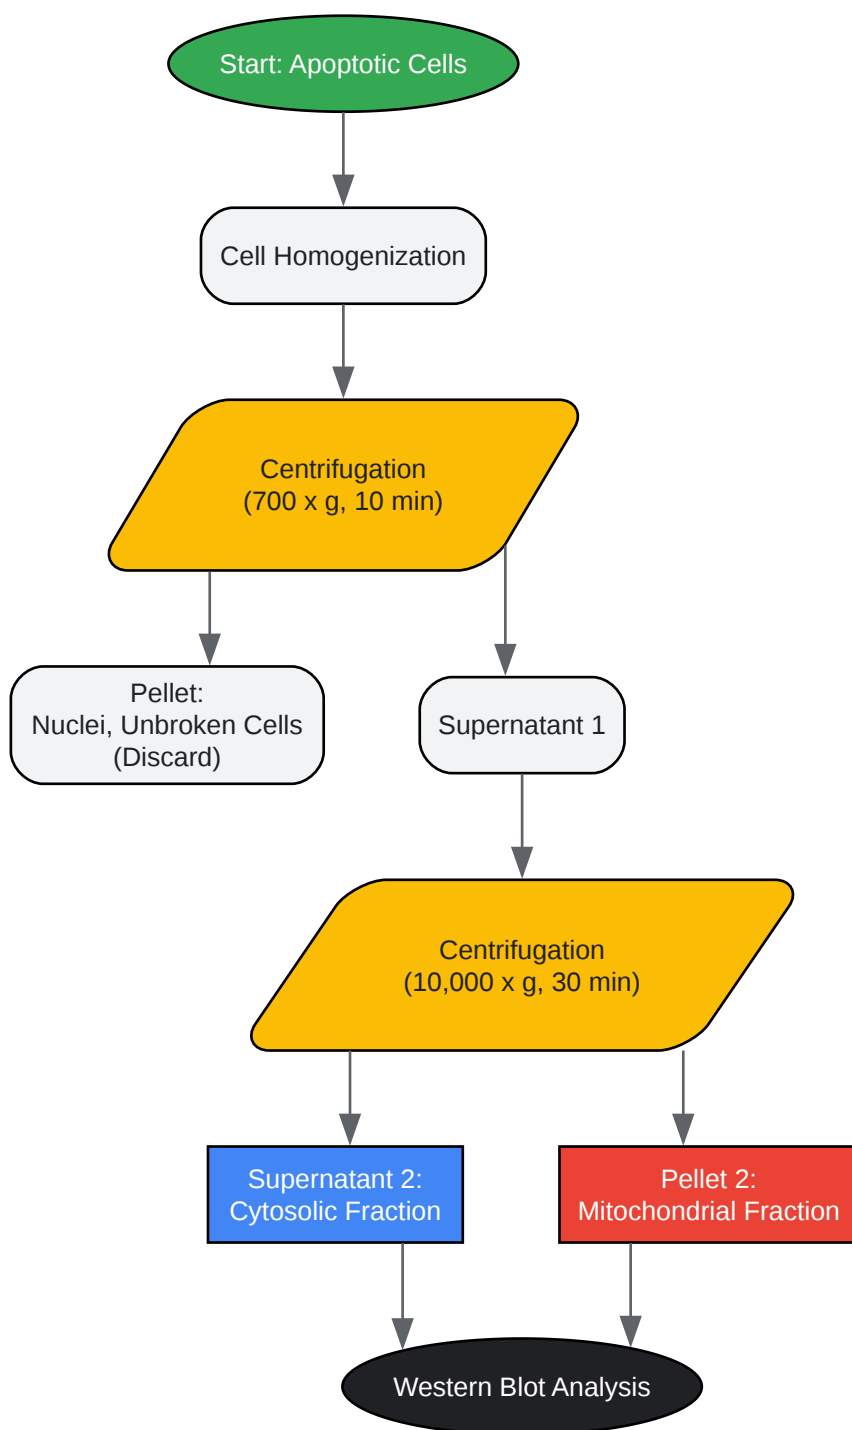 Start: Apoptotic Cells
Cell Homogenization
Centrifugation
(700 x g, 10 min)
Pellet:
Nuclei, Unbroken Cells
(Discard)
Supernatant 1
Centrifugation
(10,000 x g, 30 min)
Supernatant 2:
Cytosolic Fraction
Pellet 2:
Mitochondrial Fraction
Western Blot Analysis